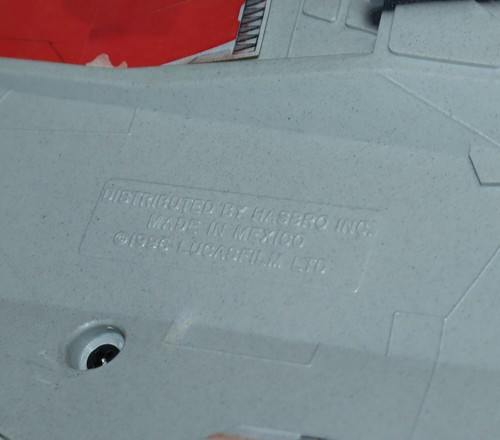 DISTRIBUTED BY HASBRO INC.
MADE IN MEXICO
LUCASFILM LTD